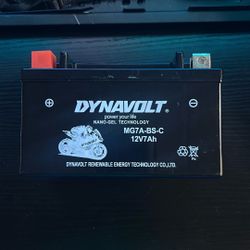 DYNAVOLT®
power your life
NANO-GEL TECHNOLOGY
MG7A-BS-C
12V7Ah
DYNAVOLT RENEWABLE ENERGY TECHNOLOGY CO.,LTD.